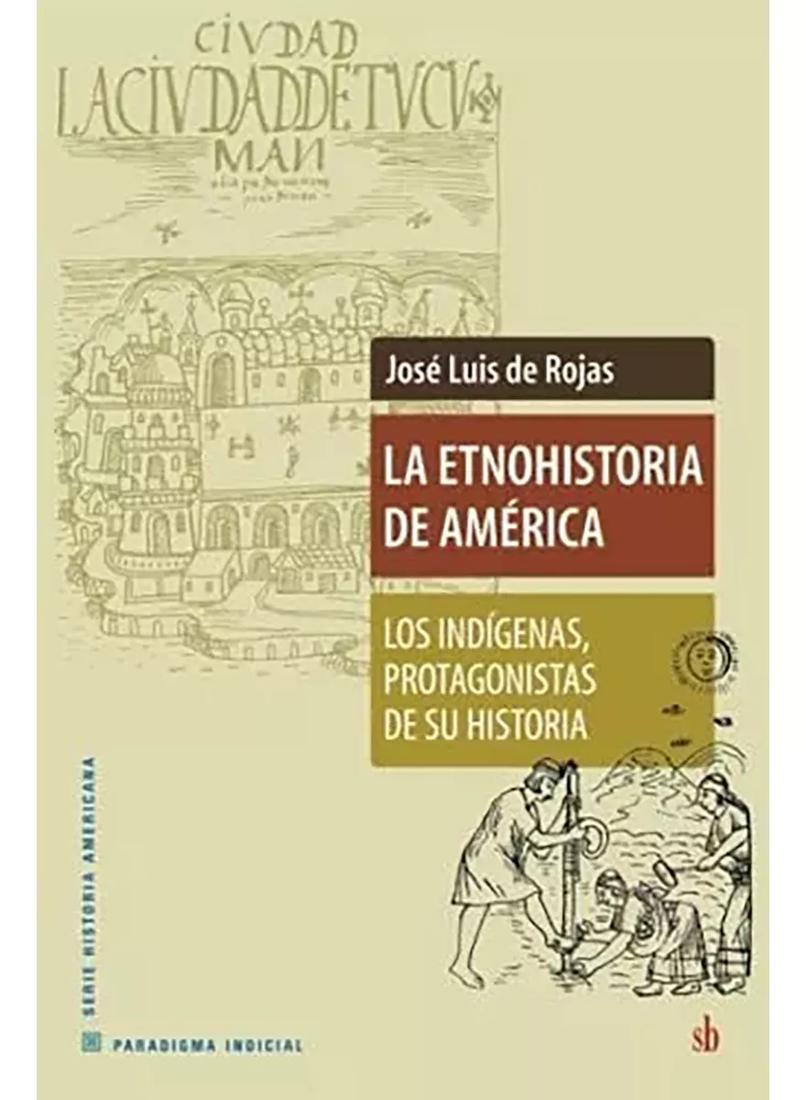 CIVDAD
LACIVDADDETVCV
MAN
José Luis de Rojas
LA ETNOHISTORIA
DE AMÉRICA
LOS INDÍGENAS,
PROTAGONISTAS
DE SU HISTORIA
SERIE HISTORIA AMERICANA
PARADIGMA INDICIAL
sb